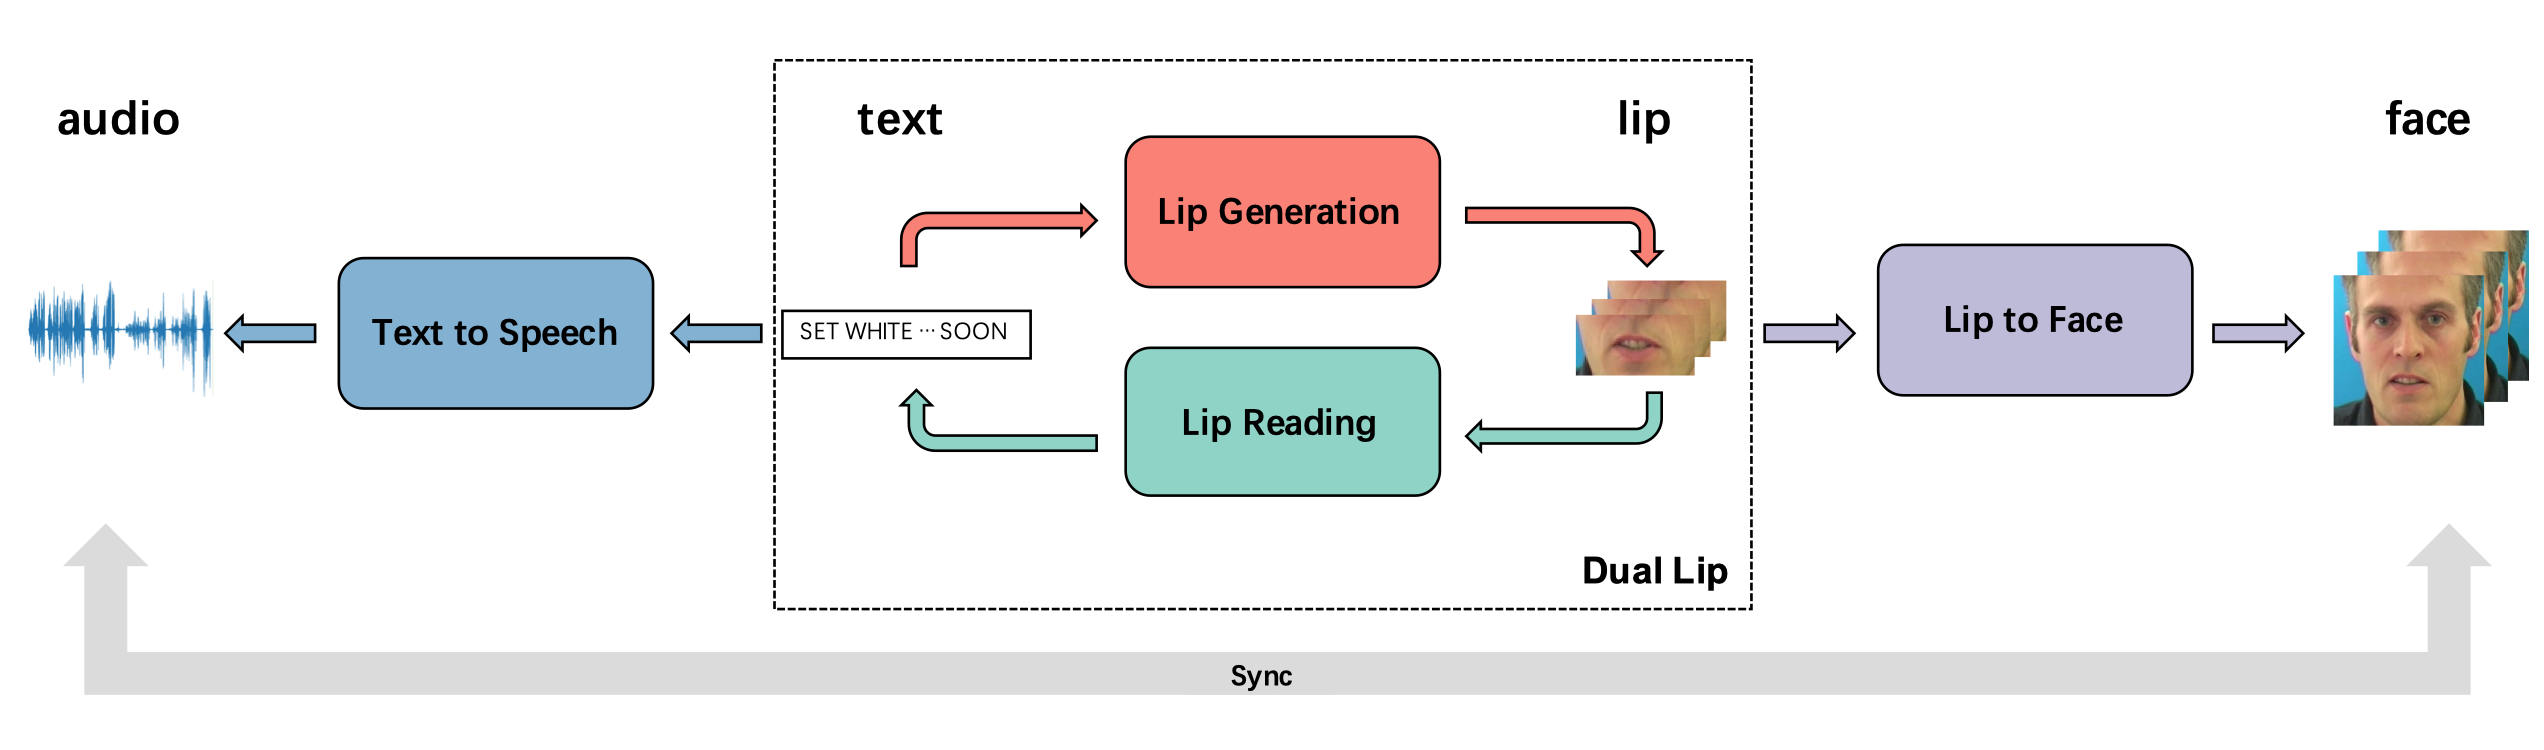 audio
text
lip
face
Lip Generation
Text to Speech
SET WHITE ··· SOON
Lip to Face
Lip Reading
Dual Lip
Sync